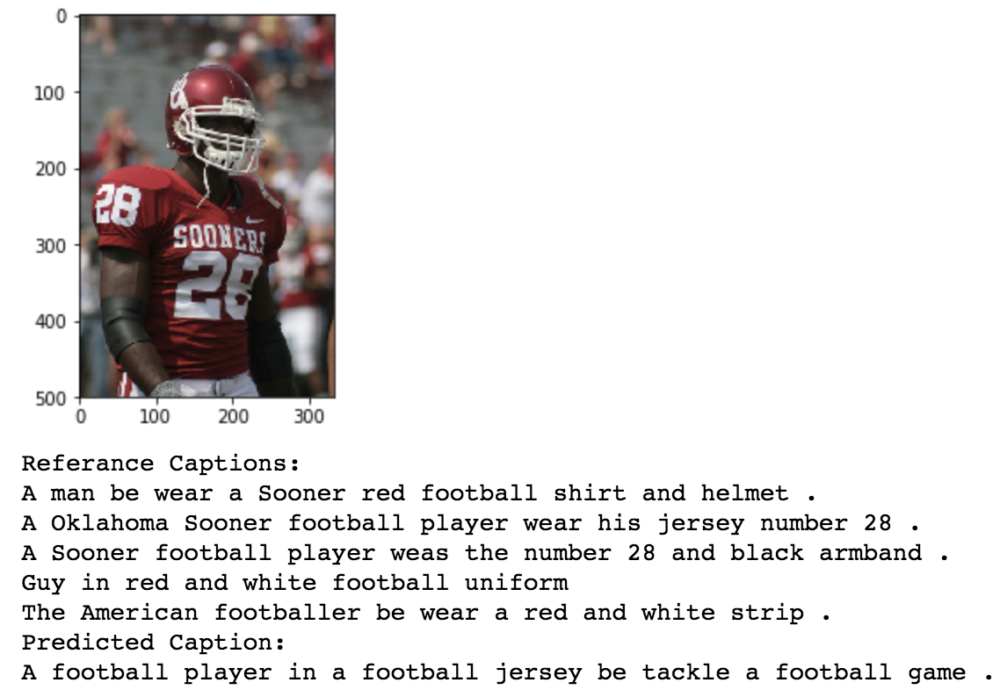 0
100
200
300
400
500
0 100 200 300
28
SOONERS
28
Referance Captions:
A man be wear a Sooner red football shirt and helmet .
A Oklahoma Sooner football player wear his jersey number 28 .
A Sooner football player weas the number 28 and black armband .
Guy in red and white football uniform
The American footballer be wear a red and white strip .
Predicted Caption:
A football player in a football jersey be tackle a football game .